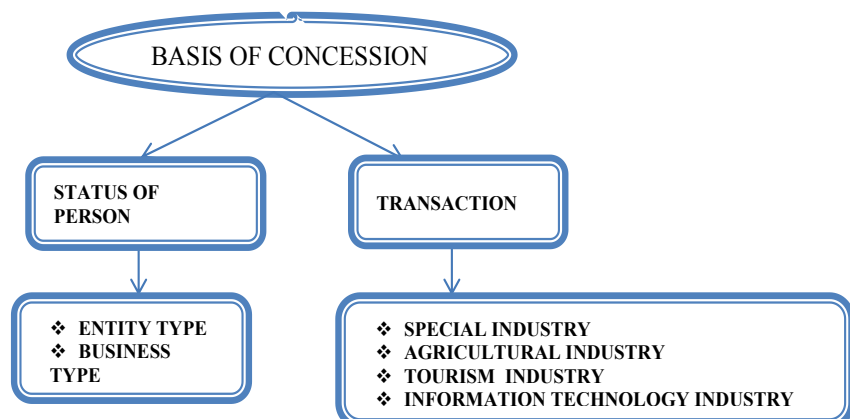 BASIS OF CONCESSION
STATUS OF
PERSON
TRANSACTION
❖ ENTITY TYPE
❖ BUSINESS
TYPE
❖ SPECIAL INDUSTRY
❖ AGRICULTURAL INDUSTRY
❖ TOURISM INDUSTRY
❖ INFORMATION TECHNOLOGY INDUSTRY